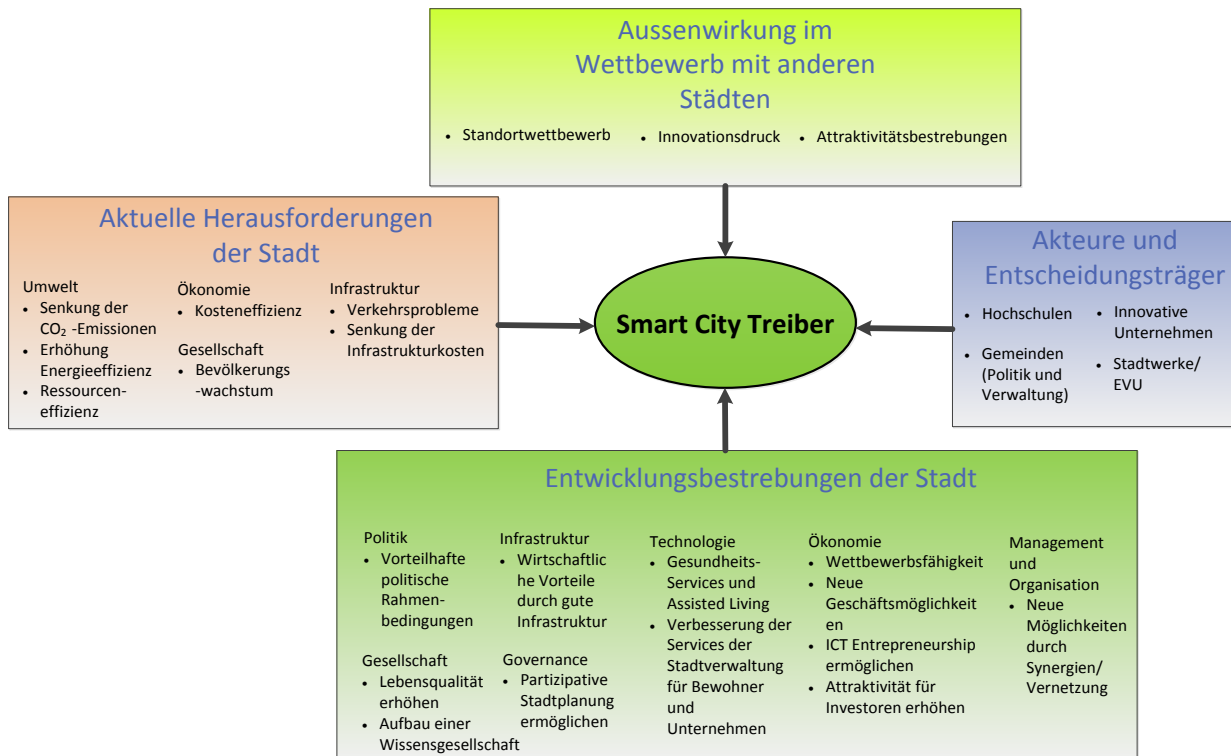 Aussenwirkung im
Wettbewerb mit anderen
Städten
• Standortwettbewerb • Innovationsdruck • Attraktivitätsbestrebungen
Aktuelle Herausforderungen
der Stadt
Umwelt
• Senkung der
CO₂ -Emissionen
• Erhöhung
Energieeffizienz
• Ressourcen-
effizienz
Ökonomie
• Kosteneffizienz
Gesellschaft
• Bevölkerungs
-wachstum
Infrastruktur
• Verkehrsprobleme
• Senkung der
Infrastrukturkosten
Smart City Treiber
Akteure und
Entscheidungsträger
• Hochschulen
• Gemeinden
(Politik und
Verwaltung)
• Innovative
Unternehmen
• Stadtwerke/
EVU
Entwicklungsbestrebungen der Stadt
Politik
• Vorteilhafte
politische
Rahmen-
bedingungen
Gesellschaft
• Lebensqualität
erhöhen
• Aufbau einer
Wissensgesellschaft
Infrastruktur
• Wirtschaftlic
he Vorteile
durch gute
Infrastruktur
Governance
• Partizipative
Stadtplanung
ermöglichen
Technologie
• Gesundheits-
Services und
Assisted Living
• Verbesserung der
Services der
Stadtverwaltung
für Bewohner
und
Unternehmen
Ökonomie
• Wettbewerbsfähigkeit
• Neue
Geschäftsmöglichkeit
en
• ICT Entrepreneurship
ermöglichen
• Attraktivität für
Investoren erhöhen
Management
und
Organisation
• Neue
Möglichkeiten
durch
Synergien/
Vernetzung